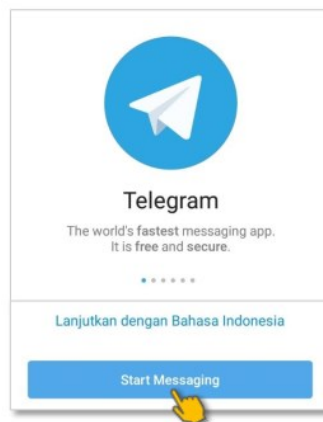 Telegram
The world's fastest messaging app.
It is free and secure.
Lanjutkan dengan Bahasa Indonesia
Start Messaging